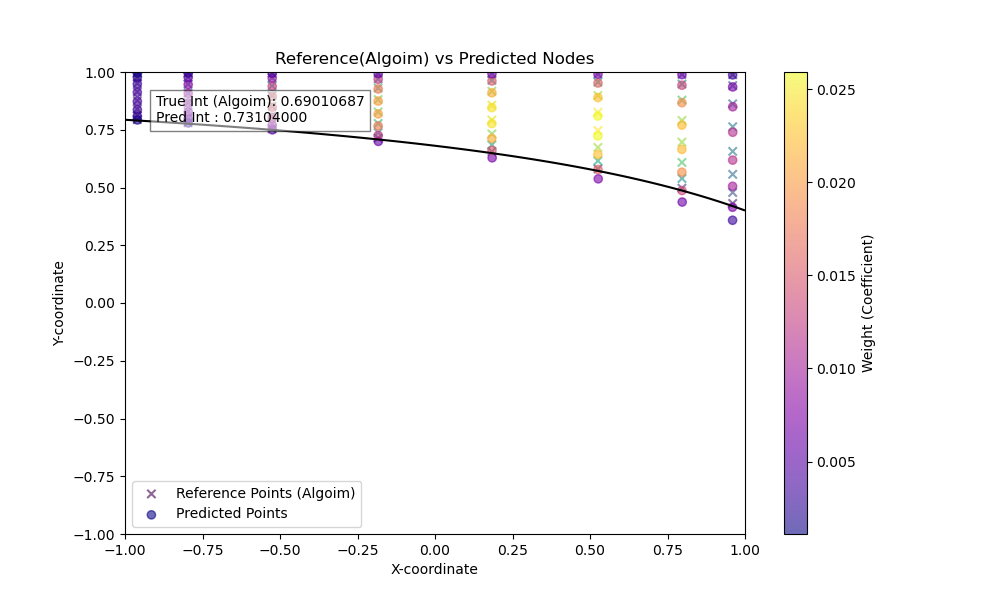 Reference(Algoim) vs Predicted Nodes
True Int (Algoim): 0.69010687
Pred Int : 0.73104000
1.00
0.75
0.50
0.25
0.00
−0.25
−0.50
−0.75
−1.00
Y-coordinate
Reference Points (Algoim)
Predicted Points
−1.00 −0.75 −0.50 −0.25 0.00 0.25 0.50 0.75 1.00
X-coordinate
0.025
0.020
0.015
0.010
0.005
Weight (Coefficient)